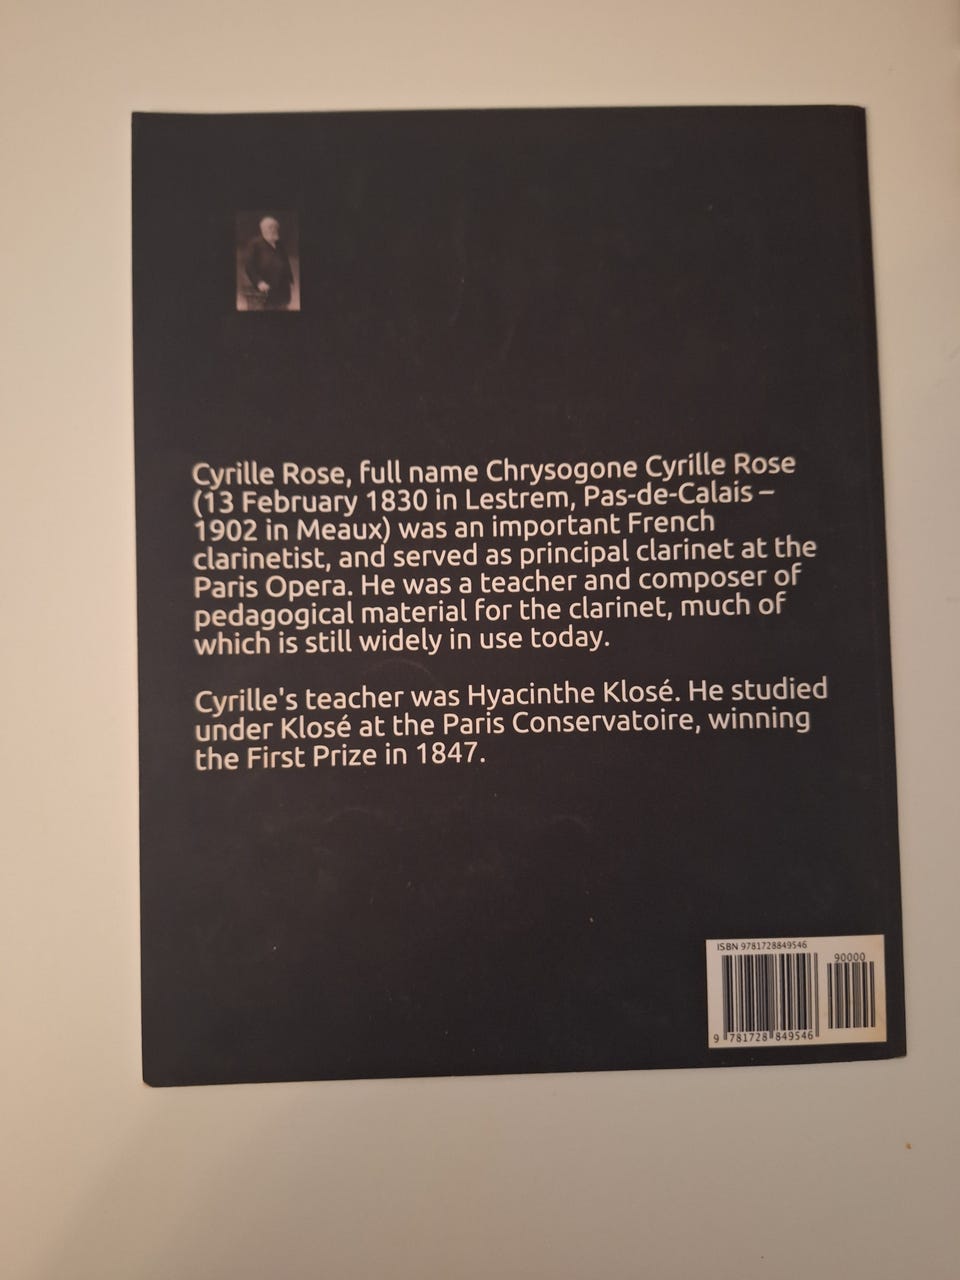 Cyrille Rose, full name Chrysogone Cyrille Rose
(13 February 1830 in Lestrem, Pas-de-Calais –
1902 in Meaux) was an important French
clarinetist, and served as principal clarinet at the
Paris Opera. He was a teacher and composer of
pedagogical material for the clarinet, much of
which is still widely in use today.
Cyrille's teacher was Hyacinthe Klosé. He studied
under Klosé at the Paris Conservatoire, winning
the First Prize in 1847.
ISBN 9781728849546
90000
9 781728 849546